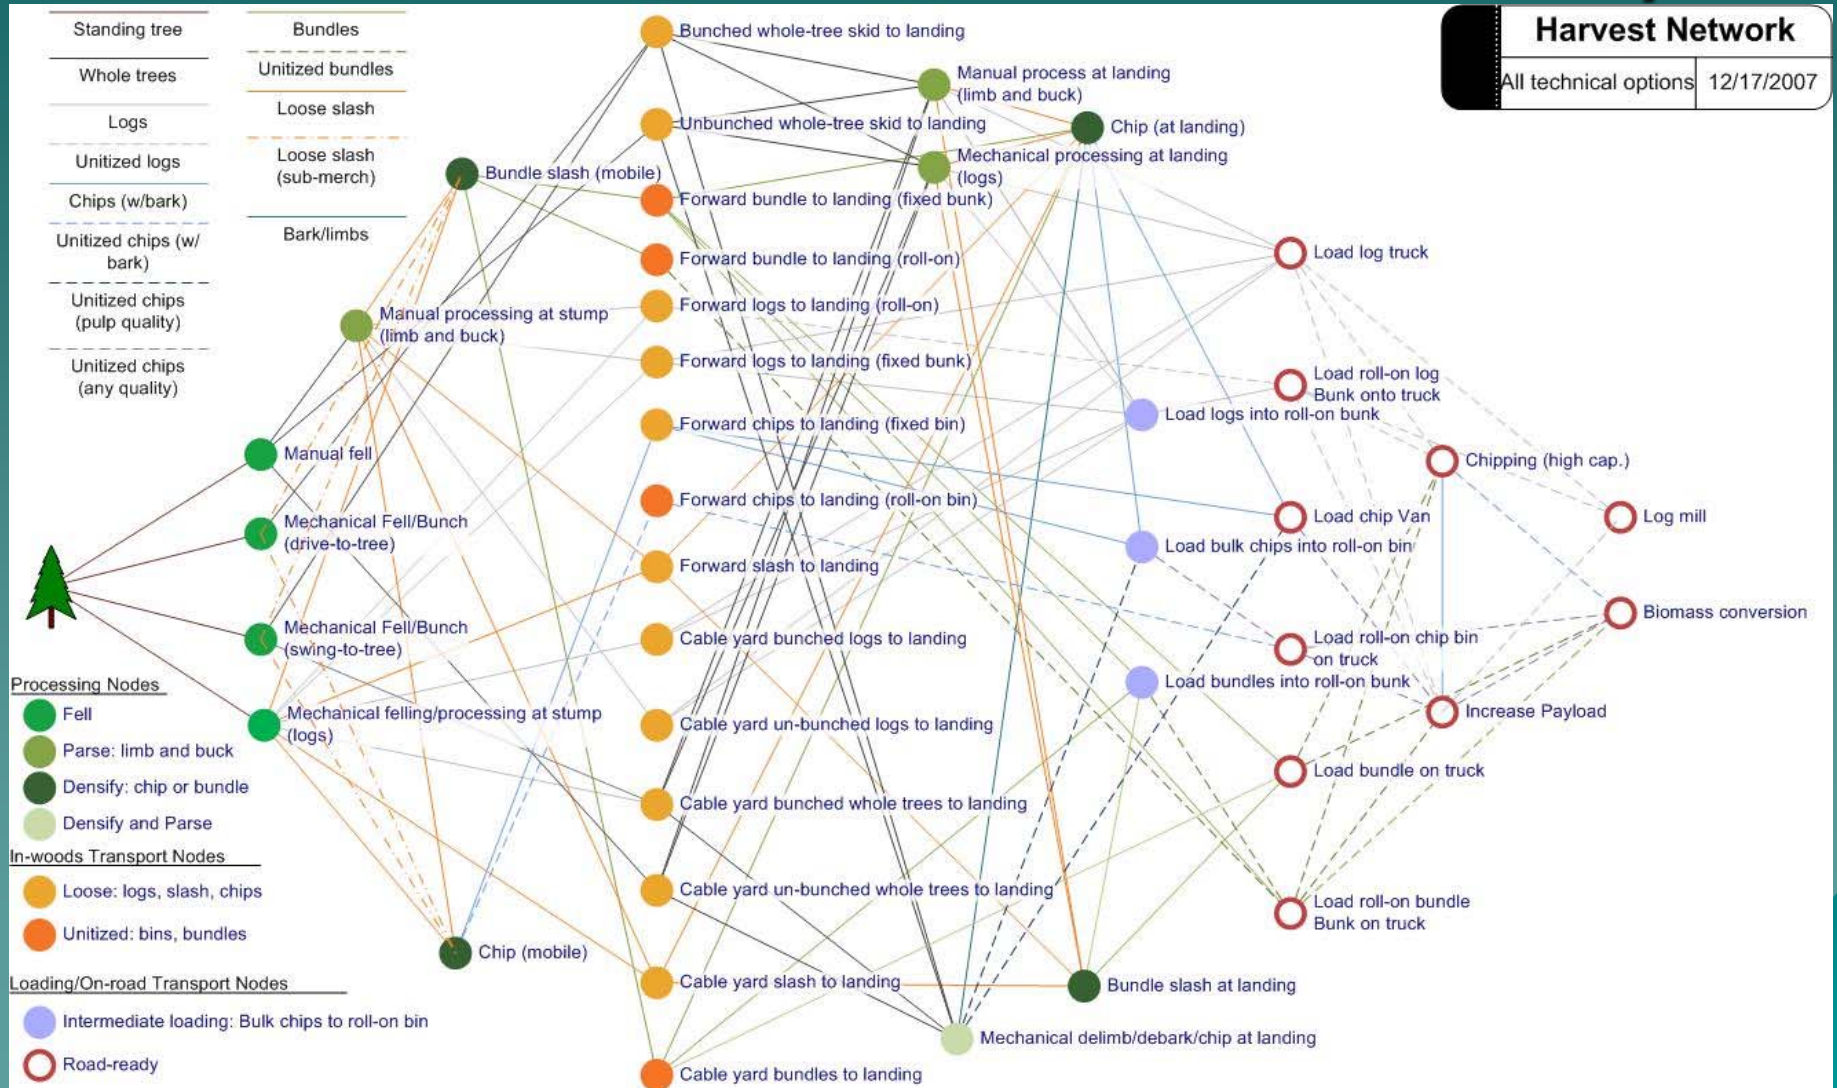 Standing tree
Whole trees
Logs
Unitized logs
Chips (w/bark)
Unitized chips (w/
bark)
Unitized chips
(pulp quality)
Unitized chips
(any quality)
Bundles
Unitized bundles
Loose slash
Loose slash
(sub-merch)
Bark/limbs
Harvest Network
All technical options
12/17/2007
Bundle slash (mobile)
Manual processing at stump
(limb and buck)
Manual fell
Mechanical Fell/Bunch
(drive-to-tree)
Mechanical Fell/Bunch
(swing-to-tree)
Mechanical felling/processing at stump
(logs)
Chip (mobile)
Bunched whole-tree skid to landing
Unbunched whole-tree skid to landing
Forward bundle to landing (fixed bunk)
Forward bundle to landing (roll-on)
Forward logs to landing (roll-on)
Forward logs to landing (fixed bunk)
Forward chips to landing (fixed bin)
Forward chips to landing (roll-on bin)
Forward slash to landing
Cable yard bunched logs to landing
Cable yard un-bunched logs to landing
Cable yard bunched whole trees to landing
Cable yard un-bunched whole trees to landing
Cable yard slash to landing
Cable yard bundles to landing
Manual process at landing
(limb and buck)
Chip (at landing)
Mechanical processing at landing
(logs)
Load log truck
Load roll-on log
Bunk onto truck
Load logs into roll-on bunk
Chipping (high cap.)
Load chip Van
Log mill
Load bulk chips into roll-on bin
Biomass conversion
Load roll-on chip bin
on truck
Load bundles into roll-on bunk
Increase Payload
Load bundle on truck
Load roll-on bundle
Bunk on truck
Bundle slash at landing
Mechanical delimb/debark/chip at landing
Processing Nodes
Fell
Parse: limb and buck
Densify: chip or bundle
Densify and Parse
In-woods Transport Nodes
Loose: logs, slash, chips
Unitized: bins, bundles
Loading/On-road Transport Nodes
Intermediate loading: Bulk chips to roll-on bin
Road-ready